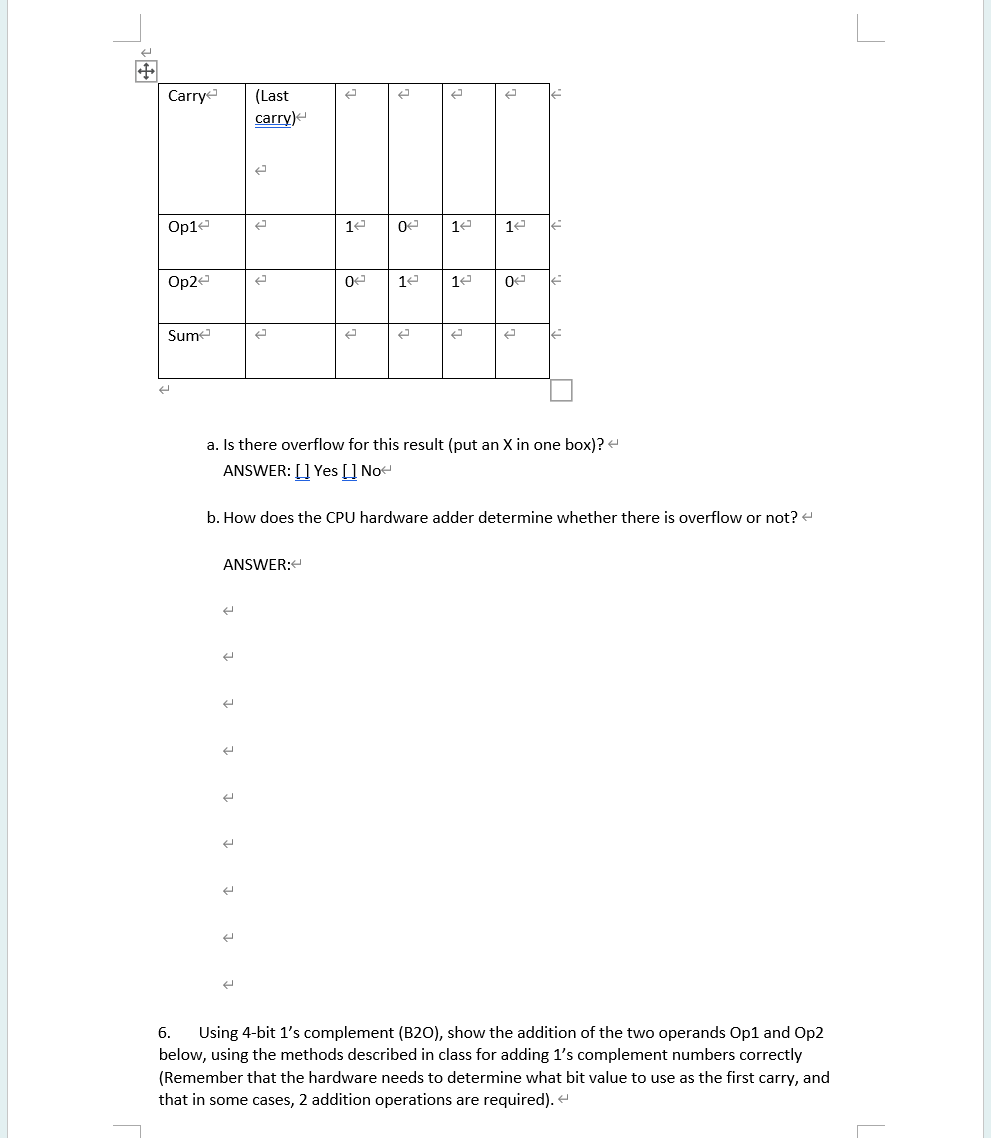 Carry (Last
carry)
Op1 1 0 1 1
Op2 0 1 1 0
Sum
a. Is there overflow for this result (put an X in one box)?
ANSWER: [ ] Yes [ ] No
b. How does the CPU hardware adder determine whether there is overflow or not?
ANSWER:
6. Using 4-bit 1’s complement (B2O), show the addition of the two operands Op1 and Op2
below, using the methods described in class for adding 1’s complement numbers correctly
(Remember that the hardware needs to determine what bit value to use as the first carry, and
that in some cases, 2 addition operations are required).